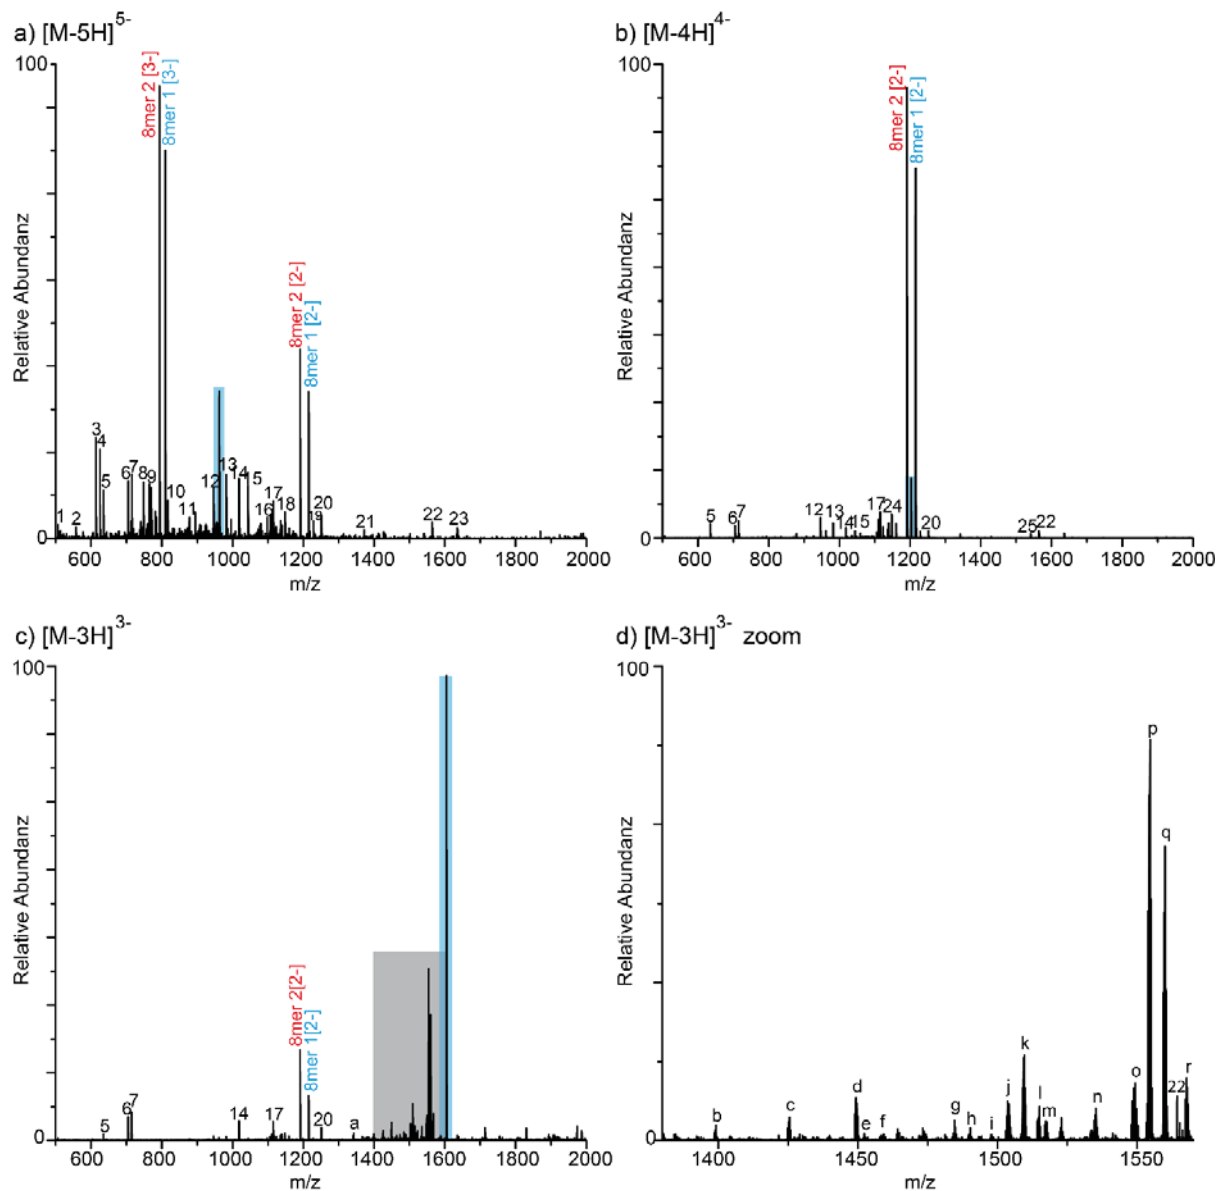 a) [M-5H]5-
100
0
Relative Abundanz
8mer 2 [3-]
8mer 1 [3-]
8mer 2 [2-]
8mer 1 [2-]
1
2
3
4
5
6
7
8
9
10
11
12
13
14
15
16
17
18
19
20
21
22
23
600 800 1000 1200 1400 1600 1800 2000
m/z
b) [M-4H]4-
100
0
Relative Abundanz
8mer 2 [2-]
8mer 1 [2-]
5
6
7
12
13
14
15
17
24
20
25
22
600 800 1000 1200 1400 1600 1800 2000
m/z
c) [M-3H]3-
100
0
Relative Abundanz
8mer 2[2-]
8mer 1[2-]
5
6
7
14
17
20
a
600 800 1000 1200 1400 1600 1800 2000
m/z
d) [M-3H]3- zoom
100
0
Relative Abundanz
b
c
d
e
f
g
h
i
j
k
l
m
n
o
p
q
22
r
1400 1450 1500 1550
m/z